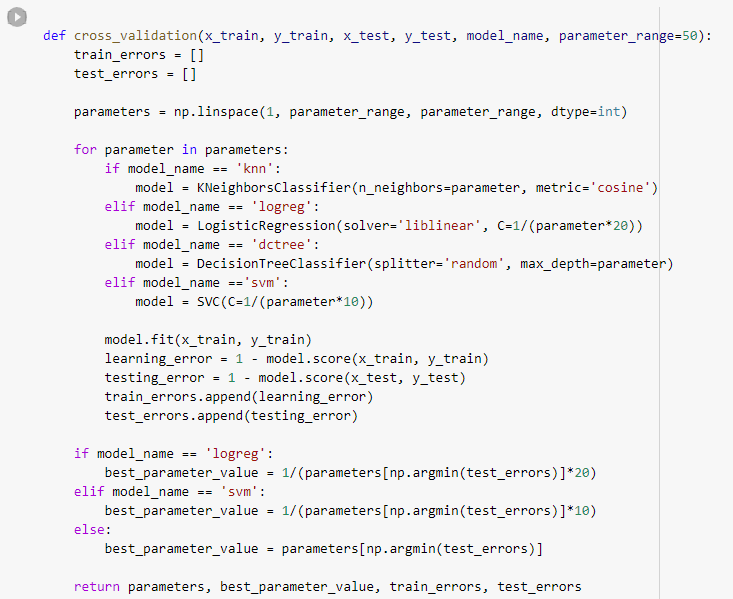 def cross_validation(x_train, y_train, x_test, y_test, model_name, parameter_range=50):
    train_errors = []
    test_errors = []

    parameters = np.linspace(1, parameter_range, parameter_range, dtype=int)

    for parameter in parameters:
        if model_name == 'knn':
            model = KNeighborsClassifier(n_neighbors=parameter, metric='cosine')
        elif model_name == 'logreg':
            model = LogisticRegression(solver='liblinear', C=1/(parameter*20))
        elif model_name == 'dctree':
            model = DecisionTreeClassifier(splitter='random', max_depth=parameter)
        elif model_name =='svm':
            model = SVC(C=1/(parameter*10))

        model.fit(x_train, y_train)
        learning_error = 1 - model.score(x_train, y_train)
        testing_error = 1 - model.score(x_test, y_test)
        train_errors.append(learning_error)
        test_errors.append(testing_error)

    if model_name == 'logreg':
        best_parameter_value = 1/(parameters[np.argmin(test_errors)]*20)
    elif model_name == 'svm':
        best_parameter_value = 1/(parameters[np.argmin(test_errors)]*10)
    else:
        best_parameter_value = parameters[np.argmin(test_errors)]

    return parameters, best_parameter_value, train_errors, test_errors